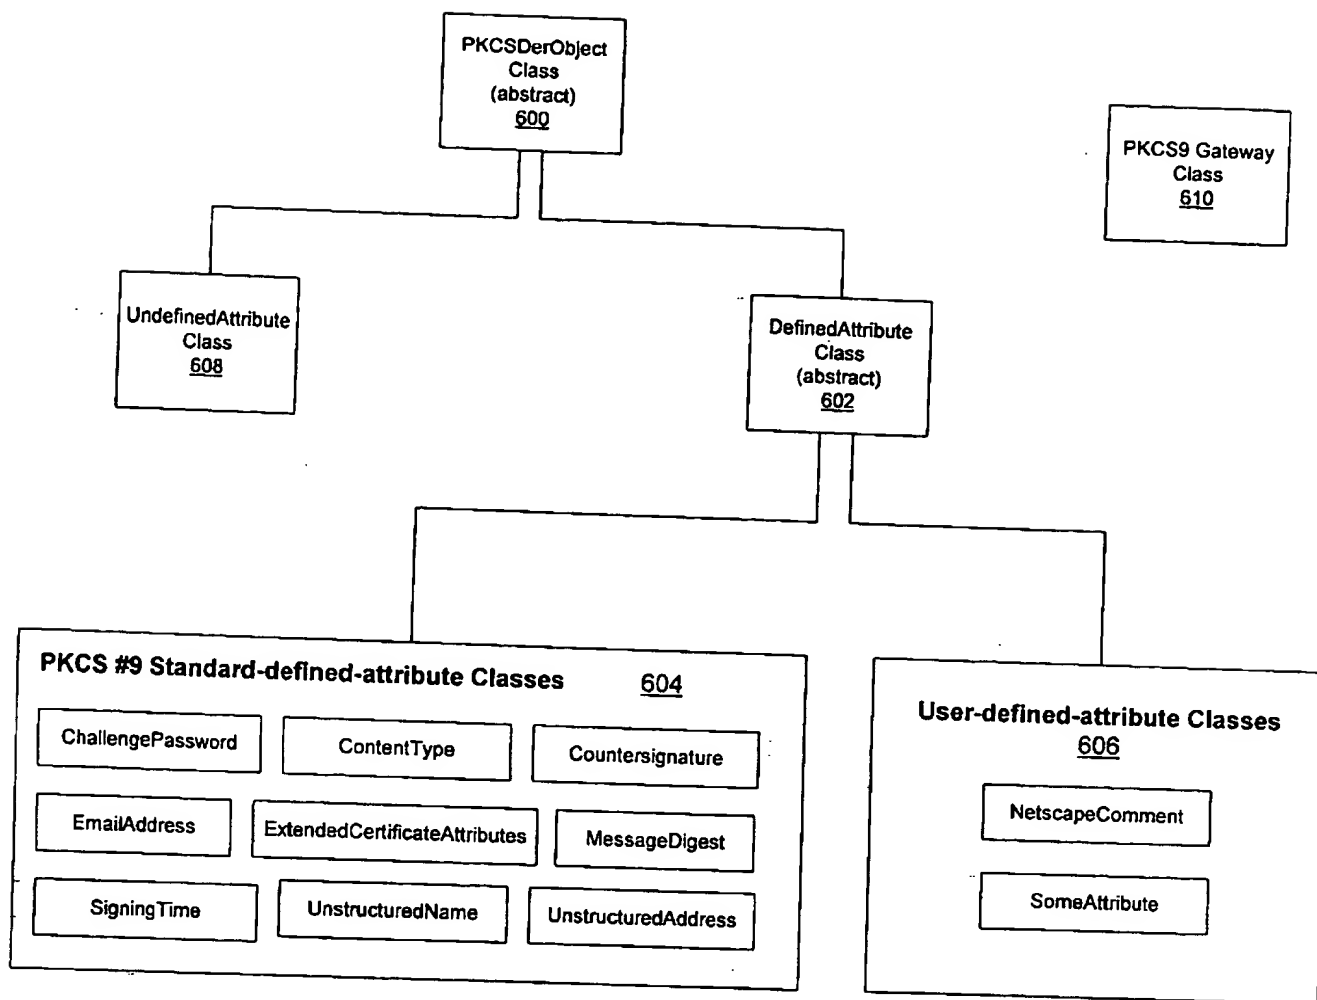 PKCSDerObject
Class
(abstract)
600
PKCS9 Gateway
Class
610
UndefinedAttribute
Class
608
DefinedAttribute
Class
(abstract)
602
PKCS #9 Standard-defined-attribute Classes 604
ChallengePassword
ContentType
Countersignature
EmailAddress
ExtendedCertificateAttributes
MessageDigest
SigningTime
UnstructuredName
UnstructuredAddress
User-defined-attribute Classes
606
NetscapeComment
SomeAttribute